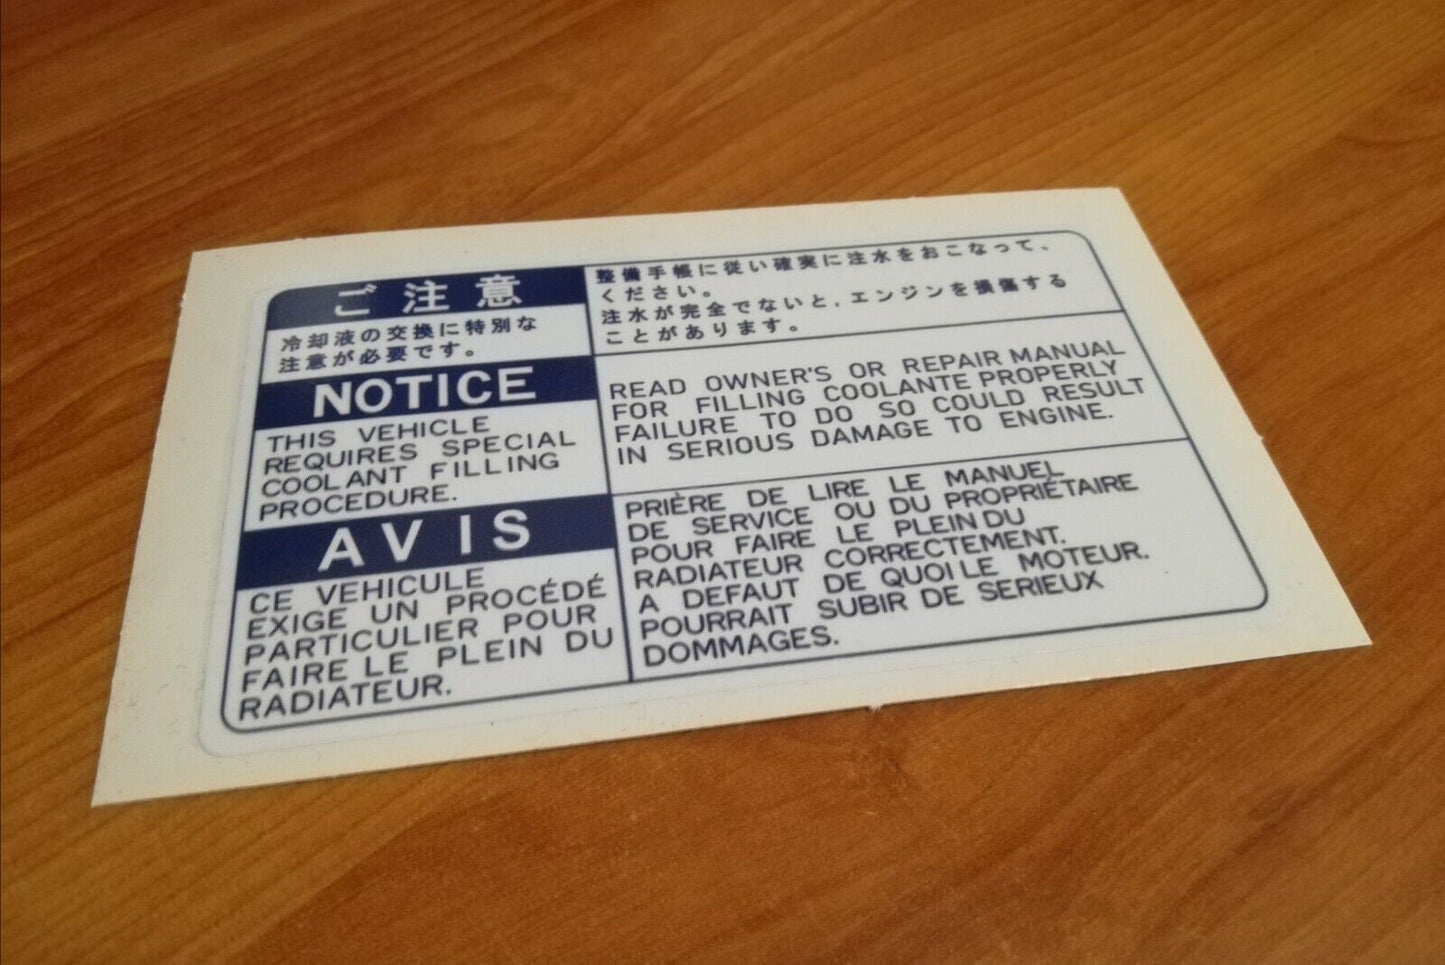 ご注意
冷却液の交換に特別な
注意が必要です。
整備手帳に従い確実に注水をおこなって、
ください。
注水が完全でないと、エンジンを損傷する
ことがあります。
NOTICE
THIS VEHICLE
REQUIRES SPECIAL
COOLANT FILLING
PROCEDURE.
READ OWNER'S OR REPAIR MANUAL
FOR FILLING COOLANTE PROPERLY
FAILURE TO DO SO COULD RESULT
IN SERIOUS DAMAGE TO ENGINE.
AVIS
CE VEHICULE
EXIGE UN PROCÉDÉ
PARTICULIER POUR
FAIRE LE PLEIN DU
RADIATEUR.
PRIÈRE DE LIRE LE MANUEL
DE SERVICE OU DU PROPRIÉTAIRE
POUR FAIRE LE PLEIN DU
RADIATEUR CORRECTEMENT.
A DEFAUT DE QUOI LE MOTEUR.
POURRAIT SUBIR DE SERIEUX
DOMMAGES.